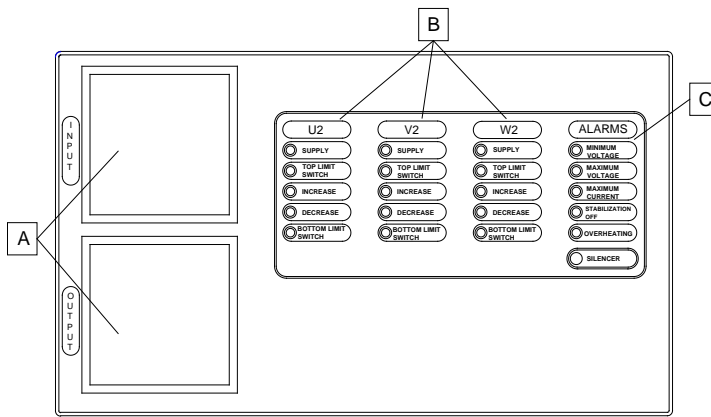 B
C
A
INPUT
OUTPUT
U2
SUPPLY
TOP LIMIT
SWITCH
INCREASE
DECREASE
BOTTOM LIMIT
SWITCH
V2
SUPPLY
TOP LIMIT
SWITCH
INCREASE
DECREASE
BOTTOM LIMIT
SWITCH
W2
SUPPLY
TOP LIMIT
SWITCH
INCREASE
DECREASE
BOTTOM LIMIT
SWITCH
ALARMS
MINIMUM
VOLTAGE
MAXIMUM
VOLTAGE
MAXIMUM
CURRENT
STABILIZATION
OFF
OVERHEATING
SILENCER